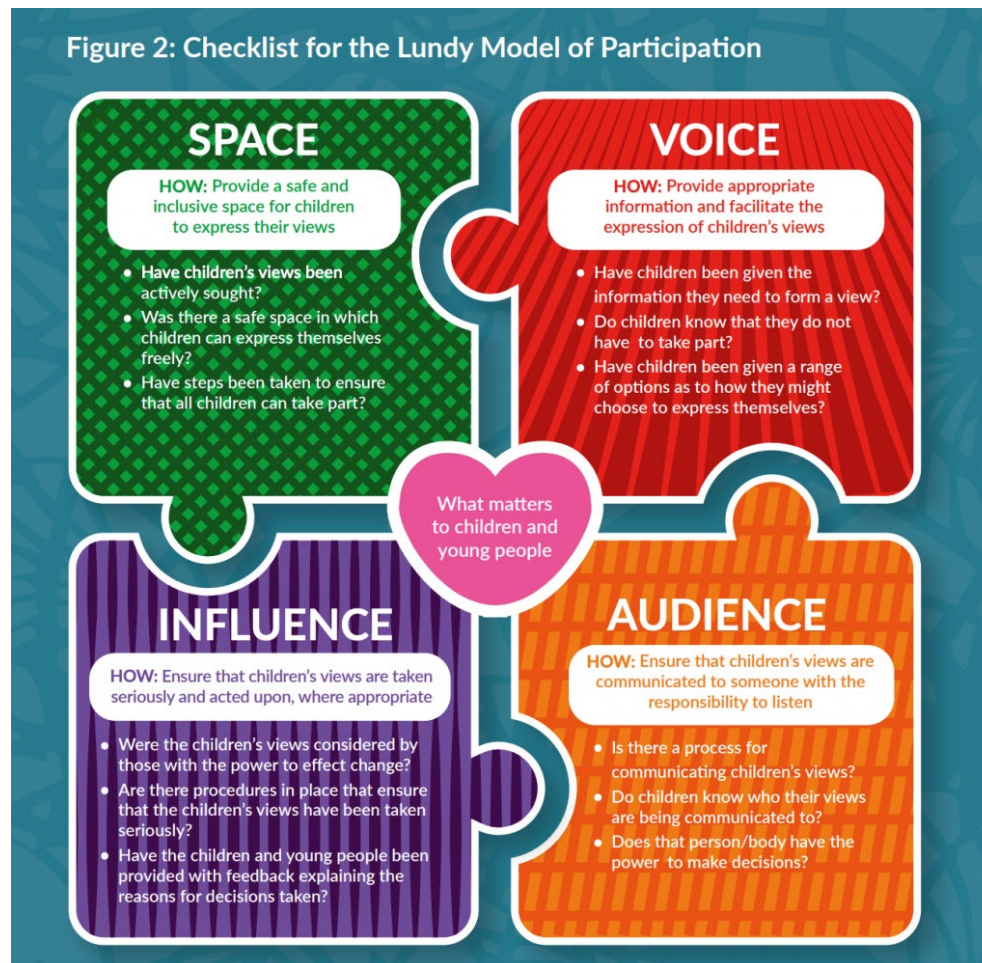 Figure 2: Checklist for the Lundy Model of Participation
SPACE
HOW: Provide a safe and
inclusive space for children
to express their views
• Have children’s views been
actively sought?
• Was there a safe space in which
children can express themselves
freely?
• Have steps been taken to ensure
that all children can take part?
VOICE
HOW: Provide appropriate
information and facilitate the
expression of children’s views
• Have children been given the
information they need to form a view?
• Do children know that they do not
have to take part?
• Have children been given a range
of options as to how they might
choose to express themselves?
What matters
to children and
young people
INFLUENCE
HOW: Ensure that children’s views are taken
seriously and acted upon, where appropriate
• Were the children’s views considered by
those with the power to effect change?
• Are there procedures in place that ensure
that the children’s views have been taken
seriously?
• Have the children and young people been
provided with feedback explaining the
reasons for decisions taken?
AUDIENCE
HOW: Ensure that children’s views are
communicated to someone with the
responsibility to listen
• Is there a process for
communicating children’s views?
• Do children know who their views
are being communicated to?
• Does that person/body have the
power to make decisions?